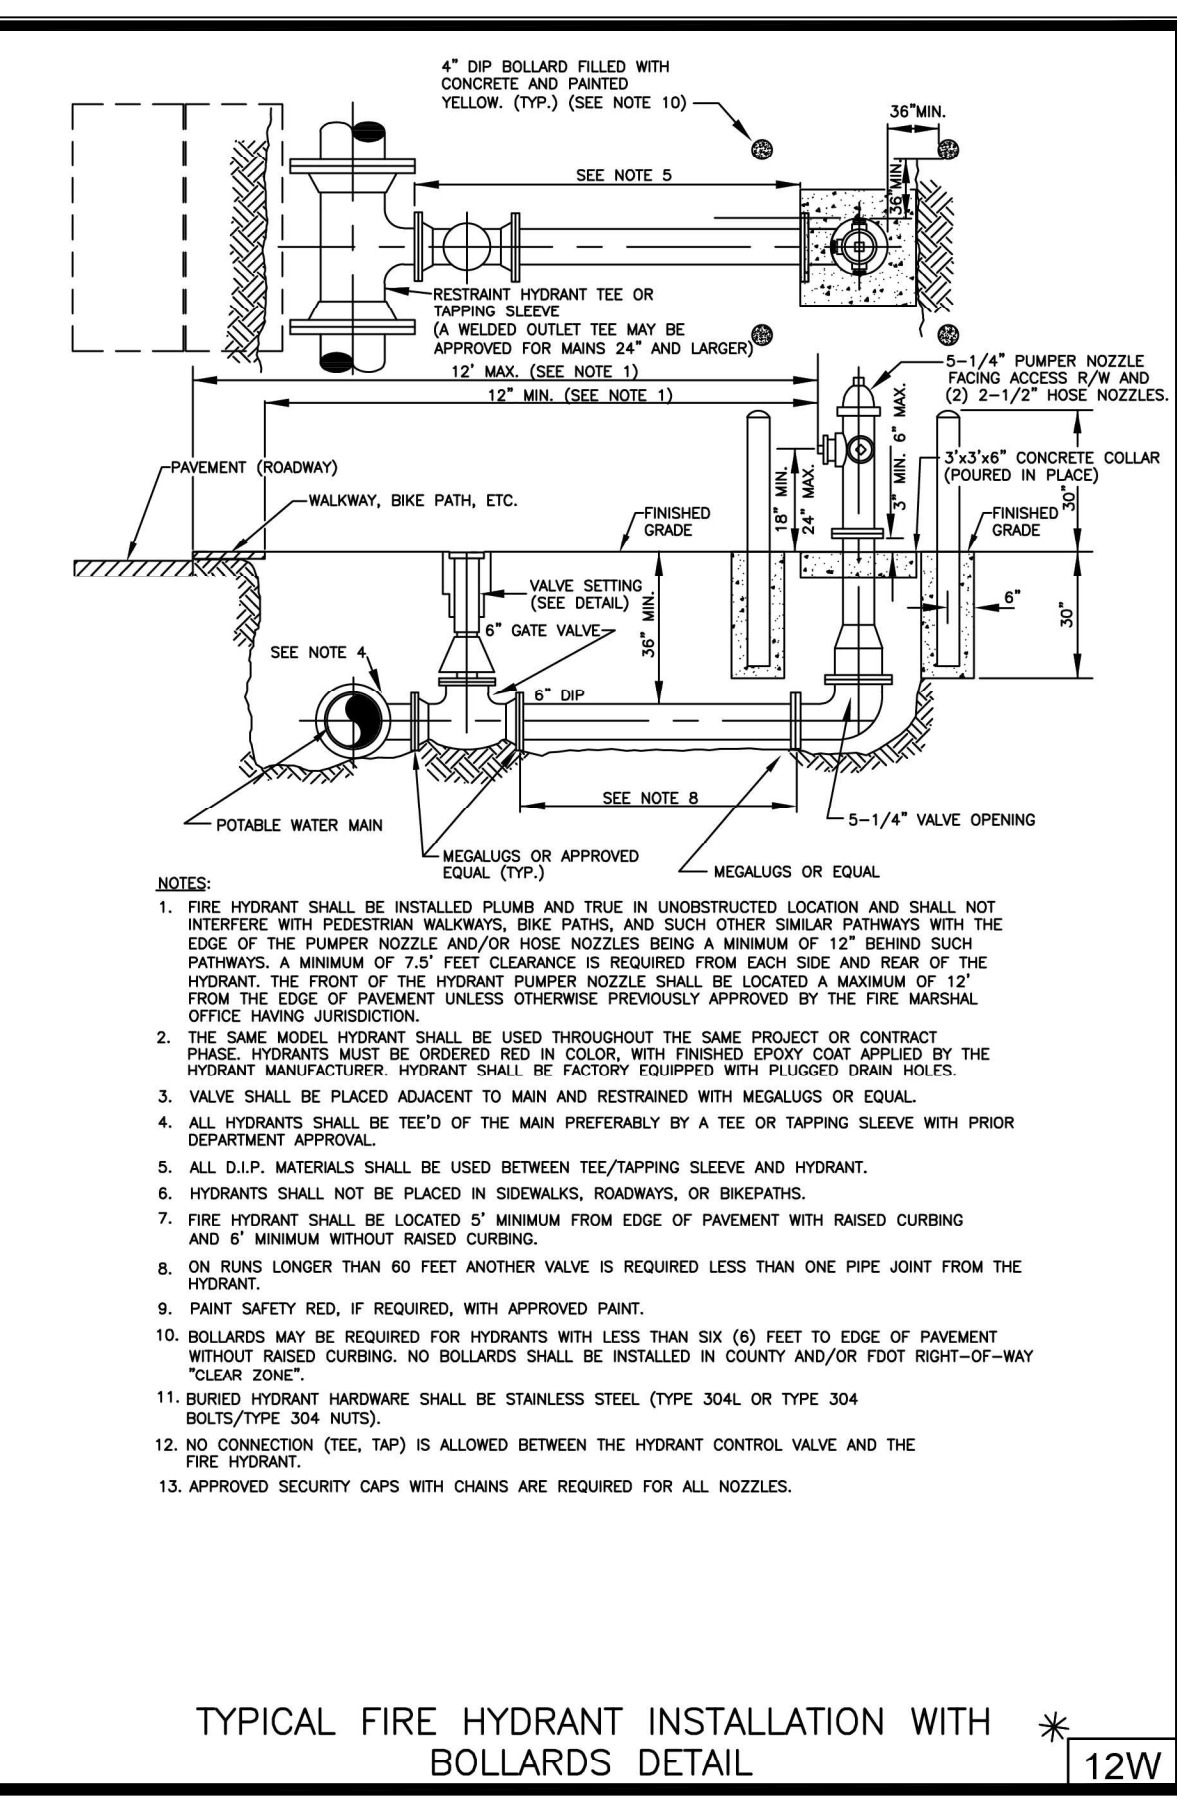 4" DIP BOLLARD FILLED WITH
CONCRETE AND PAINTED
YELLOW. (TYP.) (SEE NOTE 10)
36"MIN.
36"MIN.
SEE NOTE 5
RESTRAINT HYDRANT TEE OR
TAPPING SLEEVE
(A WELDED OUTLET TEE MAY BE
APPROVED FOR MAINS 24" AND LARGER)
12' MAX. (SEE NOTE 1)
12" MIN. (SEE NOTE 1)
5-1/4" PUMPER NOZZLE
FACING ACCESS R/W AND
(2) 2-1/2" HOSE NOZZLES.
PAVEMENT (ROADWAY)
WALKWAY, BIKE PATH, ETC.
FINISHED
GRADE
18" MIN.
24" MAX.
3" MIN. 6" MAX.
3'x3'x6" CONCRETE COLLAR
(POURED IN PLACE)
30"
FINISHED
GRADE
VALVE SETTING
(SEE DETAIL)
6" GATE VALVE
36" MIN.
6"
30"
SEE NOTE 4
6" DIP
SEE NOTE 8
POTABLE WATER MAIN
5-1/4" VALVE OPENING
MEGALUGS OR APPROVED
EQUAL (TYP.)
MEGALUGS OR EQUAL
NOTES:
1. FIRE HYDRANT SHALL BE INSTALLED PLUMB AND TRUE IN UNOBSTRUCTED LOCATION AND SHALL NOT
INTERFERE WITH PEDESTRIAN WALKWAYS, BIKE PATHS, AND SUCH OTHER SIMILAR PATHWAYS WITH THE
EDGE OF THE PUMPER NOZZLE AND/OR HOSE NOZZLES BEING A MINIMUM OF 12" BEHIND SUCH
PATHWAYS. A MINIMUM OF 7.5' FEET CLEARANCE IS REQUIRED FROM EACH SIDE AND REAR OF THE
HYDRANT. THE FRONT OF THE HYDRANT PUMPER NOZZLE SHALL BE LOCATED A MAXIMUM OF 12'
FROM THE EDGE OF PAVEMENT UNLESS OTHERWISE PREVIOUSLY APPROVED BY THE FIRE MARSHAL
OFFICE HAVING JURISDICTION.
2. THE SAME MODEL HYDRANT SHALL BE USED THROUGHOUT THE SAME PROJECT OR CONTRACT
PHASE. HYDRANTS MUST BE ORDERED RED IN COLOR, WITH FINISHED EPOXY COAT APPLIED BY THE
HYDRANT MANUFACTURER. HYDRANT SHALL BE FACTORY EQUIPPED WITH PLUGGED DRAIN HOLES.
3. VALVE SHALL BE PLACED ADJACENT TO MAIN AND RESTRAINED WITH MEGALUGS OR EQUAL.
4. ALL HYDRANTS SHALL BE TEE'D OF THE MAIN PREFERABLY BY A TEE OR TAPPING SLEEVE WITH PRIOR
DEPARTMENT APPROVAL.
5. ALL D.I.P. MATERIALS SHALL BE USED BETWEEN TEE/TAPPING SLEEVE AND HYDRANT.
6. HYDRANTS SHALL NOT BE PLACED IN SIDEWALKS, ROADWAYS, OR BIKEPATHS.
7. FIRE HYDRANT SHALL BE LOCATED 5' MINIMUM FROM EDGE OF PAVEMENT WITH RAISED CURBING
AND 6' MINIMUM WITHOUT RAISED CURBING.
8. ON RUNS LONGER THAN 60 FEET ANOTHER VALVE IS REQUIRED LESS THAN ONE PIPE JOINT FROM THE
HYDRANT.
9. PAINT SAFETY RED, IF REQUIRED, WITH APPROVED PAINT.
10. BOLLARDS MAY BE REQUIRED FOR HYDRANTS WITH LESS THAN SIX (6) FEET TO EDGE OF PAVEMENT
WITHOUT RAISED CURBING. NO BOLLARDS SHALL BE INSTALLED IN COUNTY AND/OR FDOT RIGHT-OF-WAY
"CLEAR ZONE".
11. BURIED HYDRANT HARDWARE SHALL BE STAINLESS STEEL (TYPE 304L OR TYPE 304
BOLTS/TYPE 304 NUTS).
12. NO CONNECTION (TEE, TAP) IS ALLOWED BETWEEN THE HYDRANT CONTROL VALVE AND THE
FIRE HYDRANT.
13. APPROVED SECURITY CAPS WITH CHAINS ARE REQUIRED FOR ALL NOZZLES.
TYPICAL FIRE HYDRANT INSTALLATION WITH
BOLLARDS DETAIL
*
12W